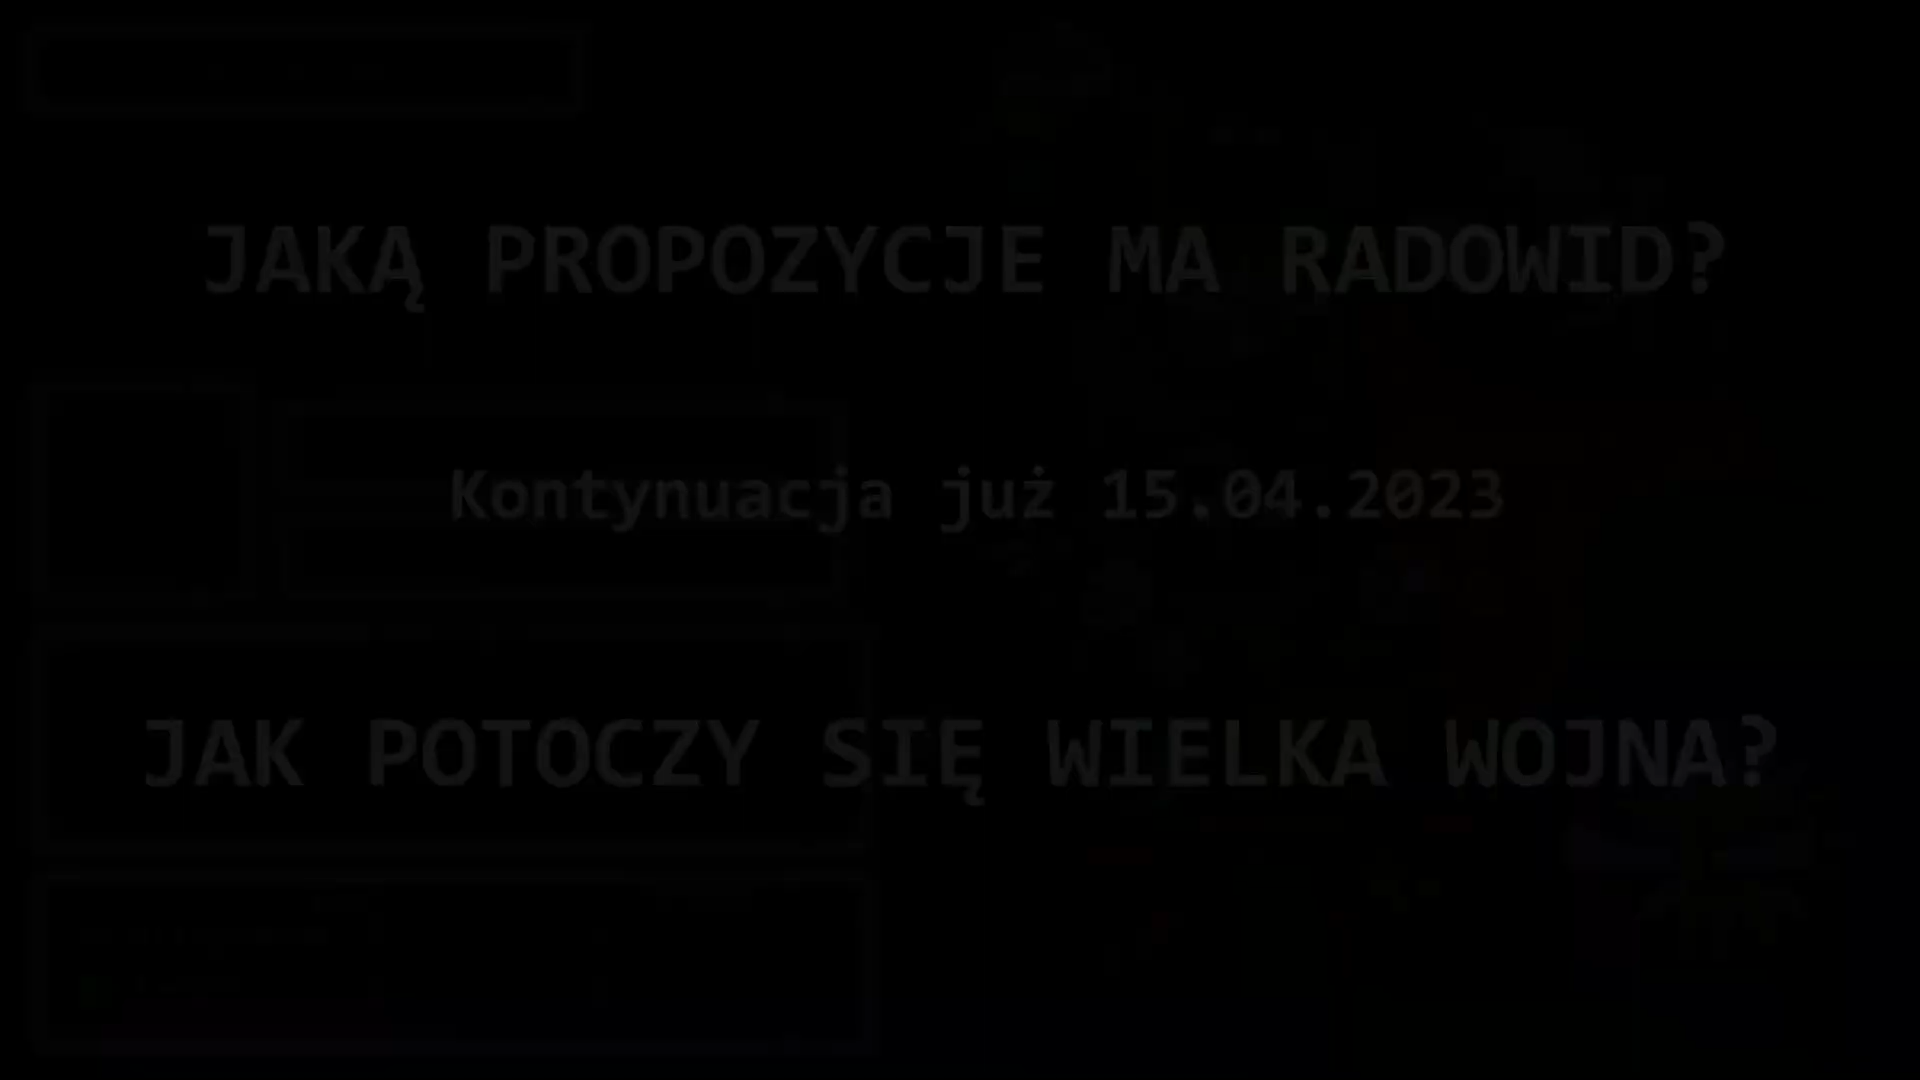 JAKĄ PROPOZYCJE MA RADOWID?
Kontynuacja już 15.04.2023
JAK POTOCZY SIĘ WIELKA WOJNA?